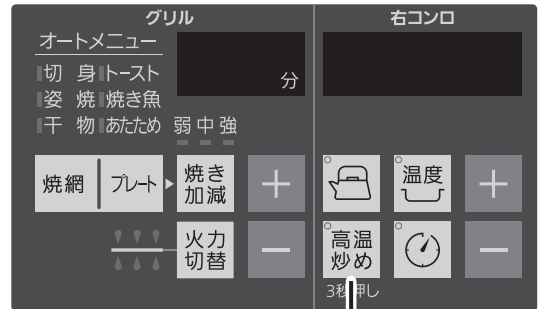 グリル
オートメニュー
切 身 トースト
姿 焼 焼き魚
干 物 あたため
分
弱 中 強
焼網 プレート
焼き
加減
＋
火力
切替
－
右コンロ
温度
＋
高温
炒め
－
3秒押し